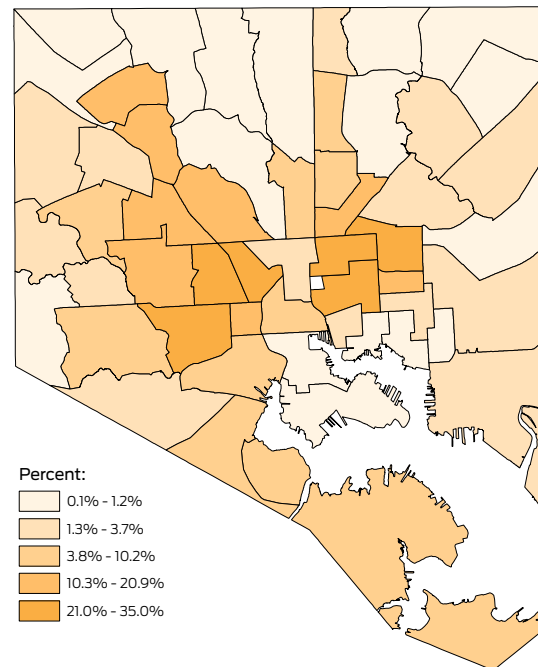 Percent:
0.1% - 1.2%
1.3% - 3.7%
3.8% - 10.2%
10.3% - 20.9%
21.0% - 35.0%